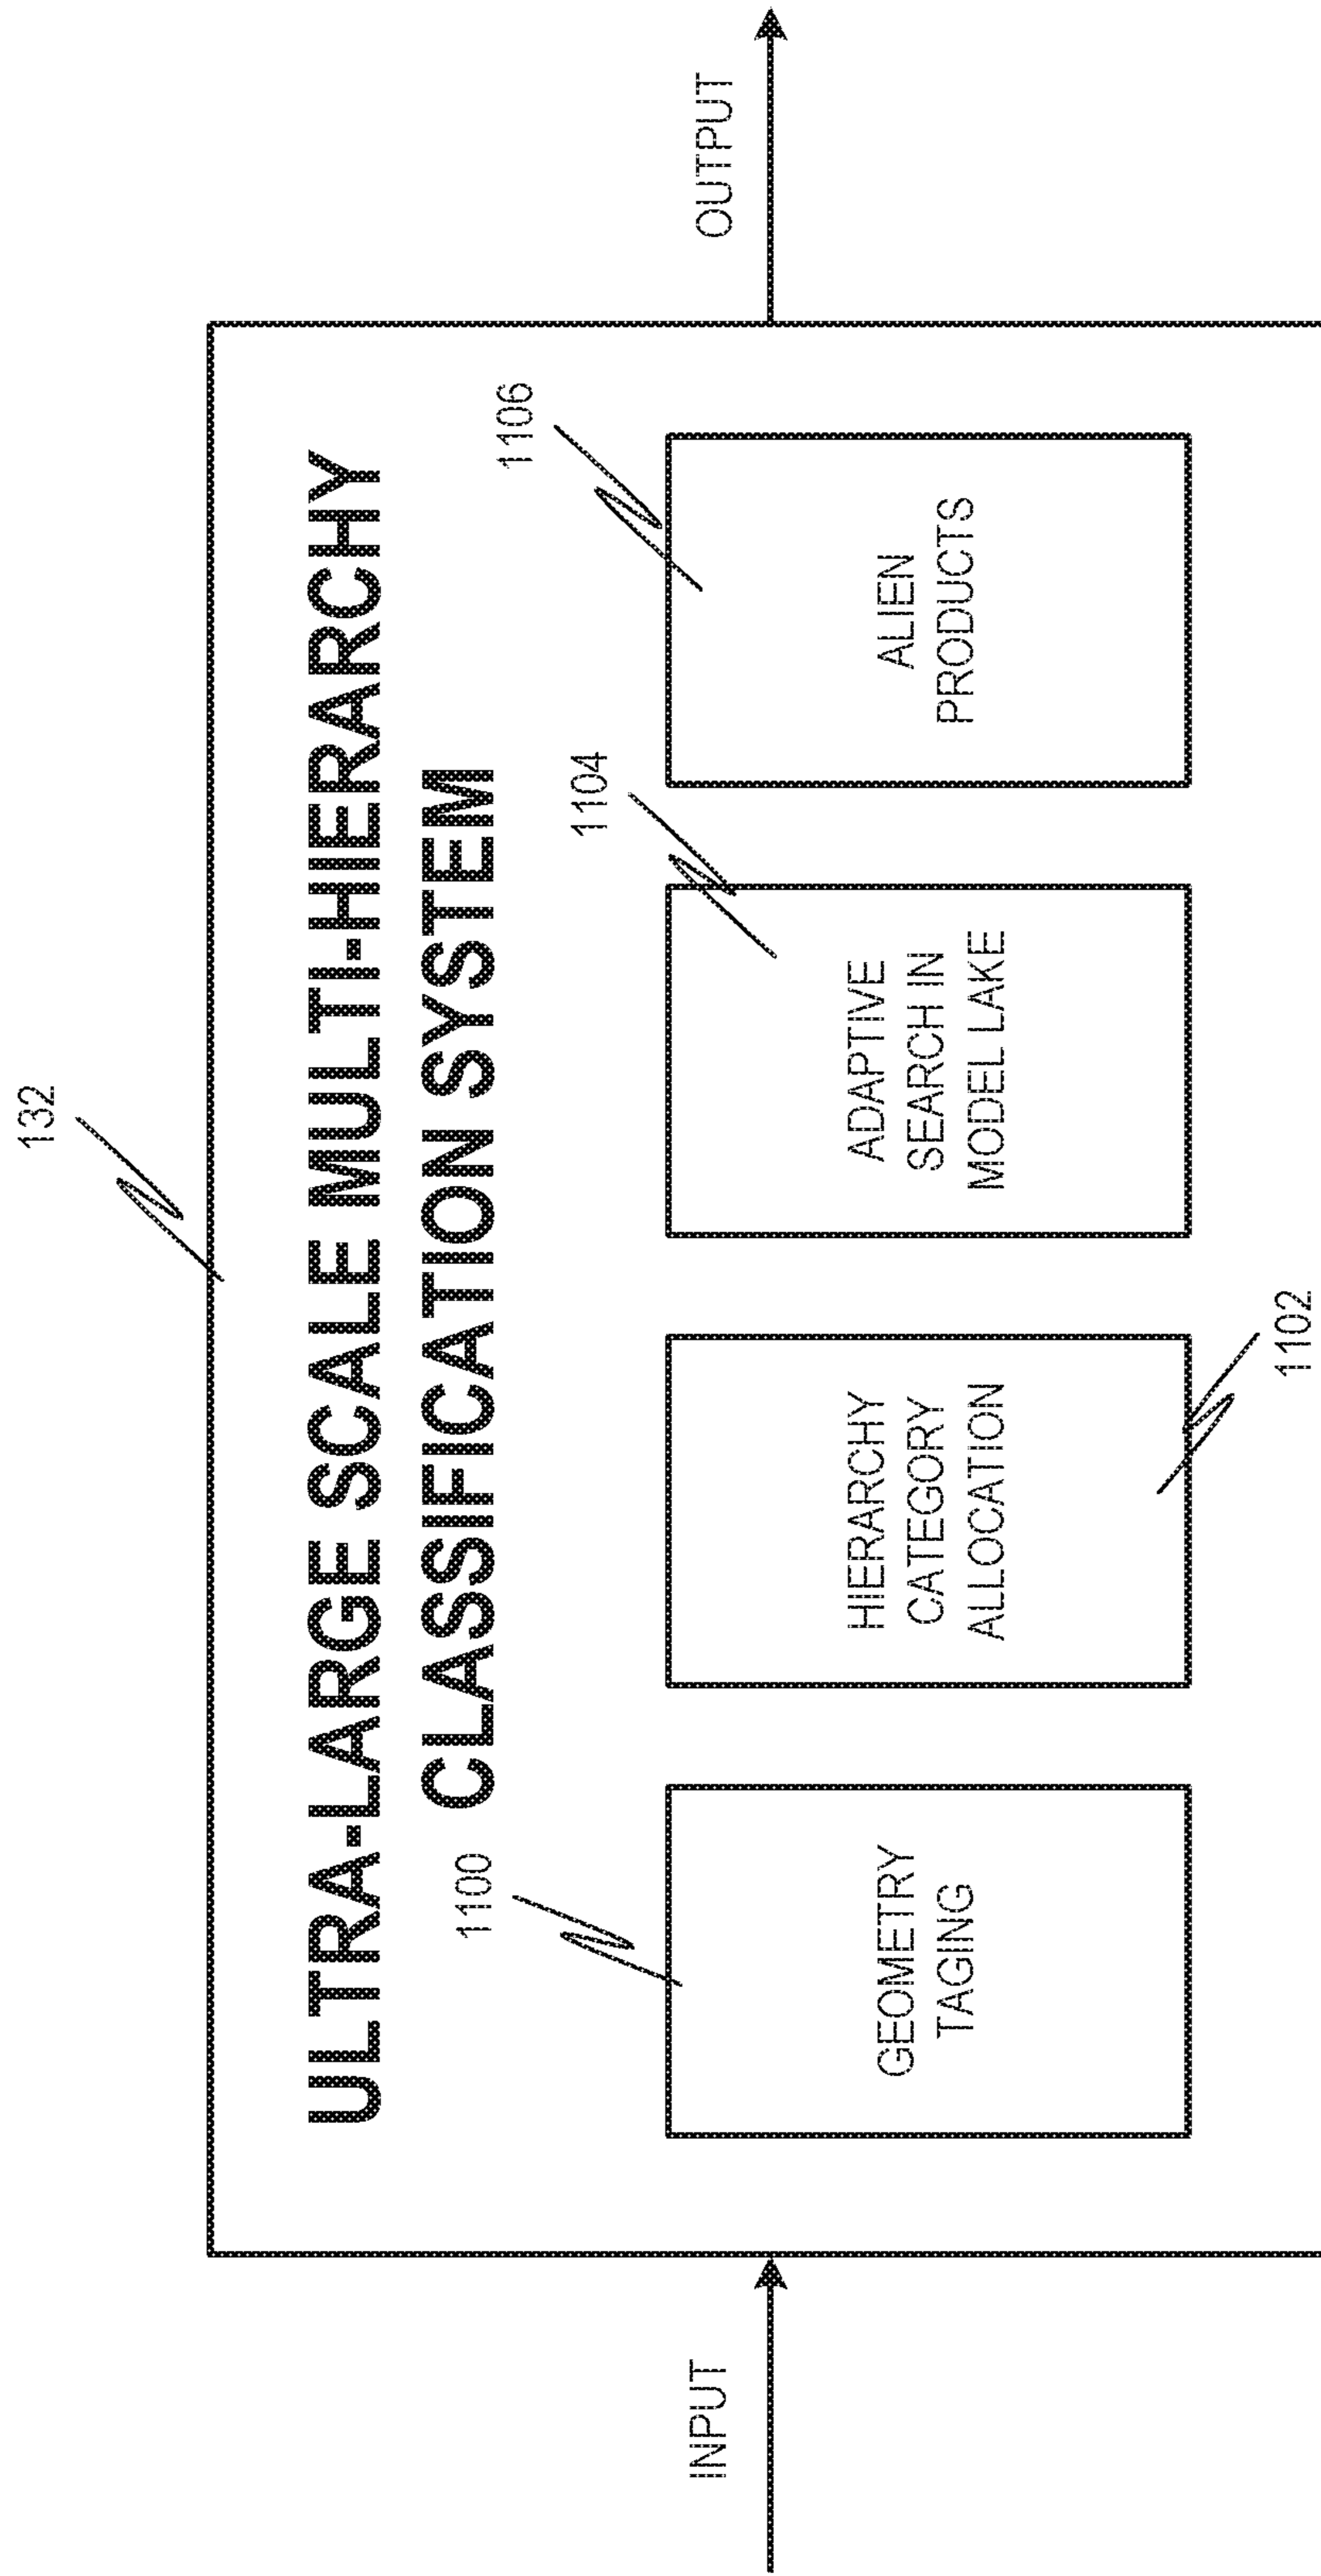 132
ULTRA-LARGE SCALE MULTI-HIERARCHY
CLASSIFICATION SYSTEM
INPUT
OUTPUT
1100
GEOMETRY
TAGING
HIERARCHY
CATEGORY
ALLOCATION
1102
1104
ADAPTIVE
SEARCH IN
MODEL LAKE
1106
ALIEN
PRODUCTS